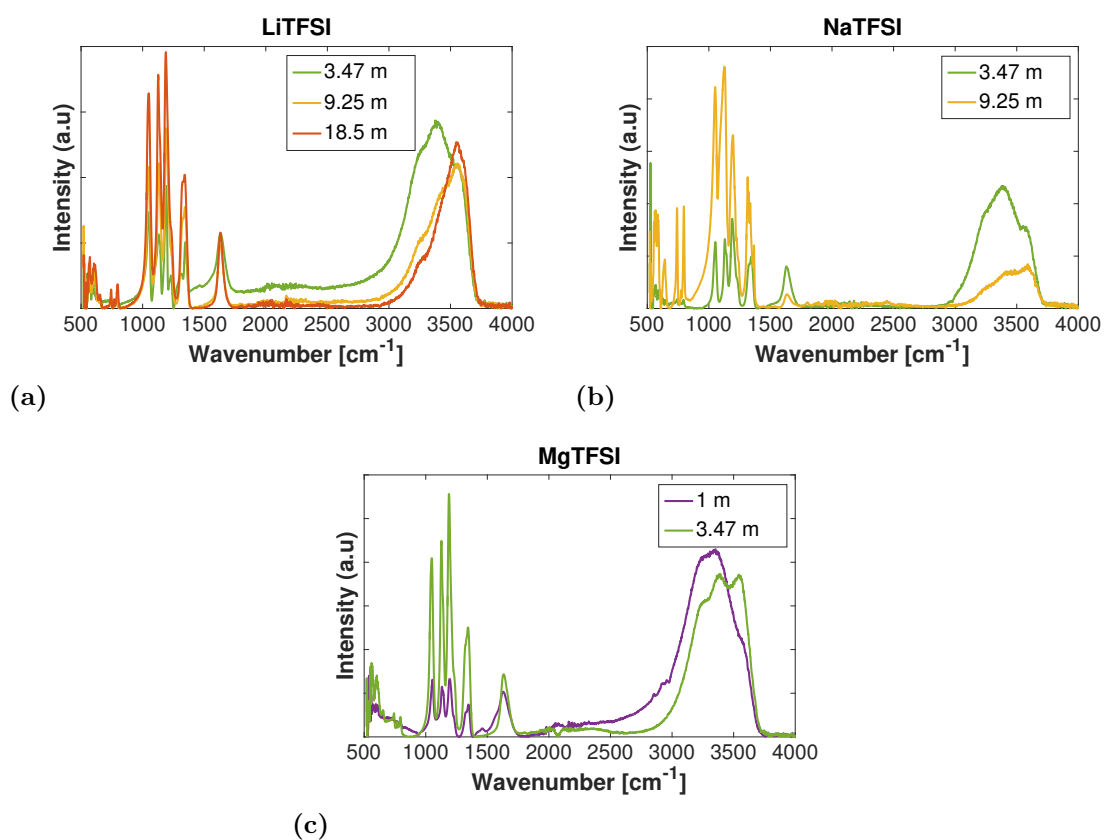 LiTFSI
3.47 m
9.25 m
18.5 m
Intensity (a.u)
500 1000 1500 2000 2500 3000 3500 4000
Wavenumber [cm⁻¹]
(a)
NaTFSI
3.47 m
9.25 m
Intensity (a.u)
500 1000 1500 2000 2500 3000 3500 4000
Wavenumber [cm⁻¹]
(b)
MgTFSI
1 m
3.47 m
Intensity (a.u)
500 1000 1500 2000 2500 3000 3500 4000
Wavenumber [cm⁻¹]
(c)